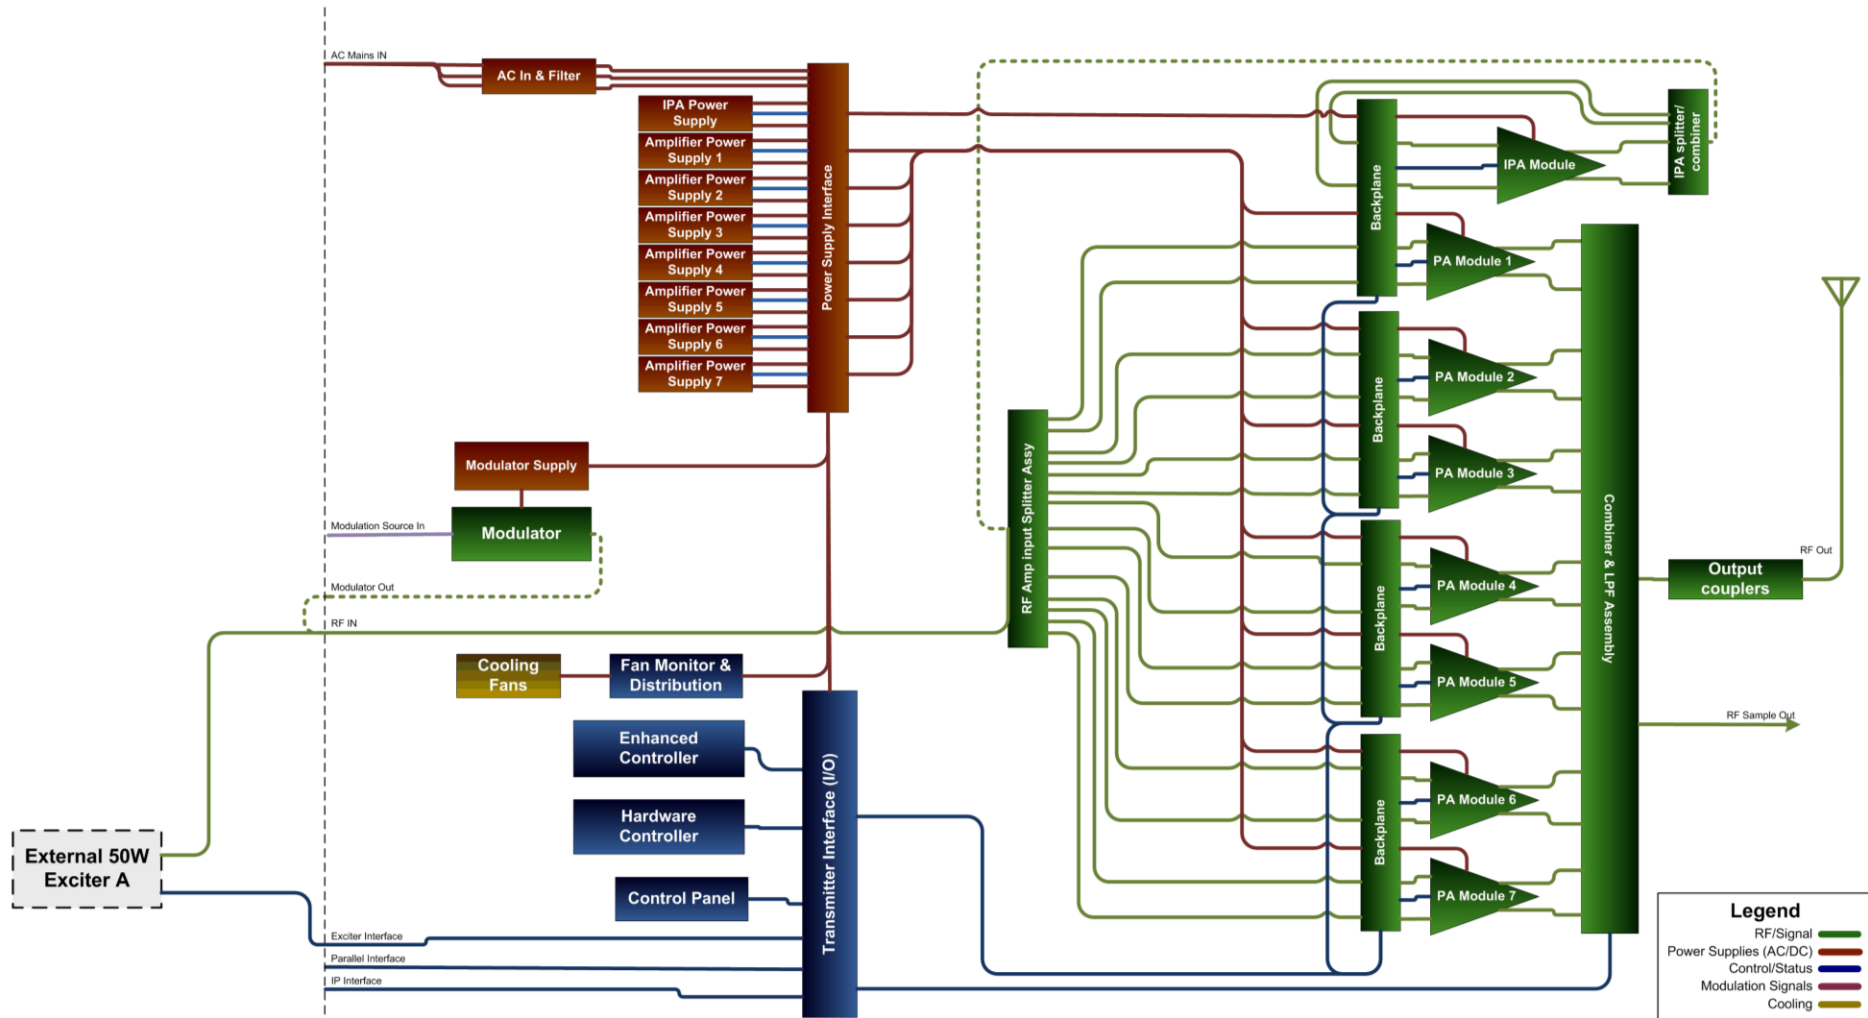 AC Mains IN
AC In & Filter
IPA Power
Supply
Amplifier Power
Supply 1
Amplifier Power
Supply 2
Amplifier Power
Supply 3
Amplifier Power
Supply 4
Amplifier Power
Supply 5
Amplifier Power
Supply 6
Amplifier Power
Supply 7
Power Supply Interface
Modulator Supply
Modulation Source In
Modulator
Modulator Out
RF IN
Cooling
Fans
Fan Monitor &
Distribution
Enhanced
Controller
Hardware
Controller
Control Panel
Transmitter Interface (I/O)
External 50W
Exciter A
Exciter Interface
Parallel Interface
IP Interface
RF Amp input Splitter Assy
Backplane
IPA Module
IPA splitter/
combiner
PA Module 1
Backplane
PA Module 2
PA Module 3
Backplane
PA Module 4
PA Module 5
Backplane
PA Module 6
PA Module 7
Combiner & LPF Assembly
Output
couplers
RF Out
RF Sample Out
Legend
RF/Signal
Power Supplies (AC/DC)
Control/Status
Modulation Signals
Cooling